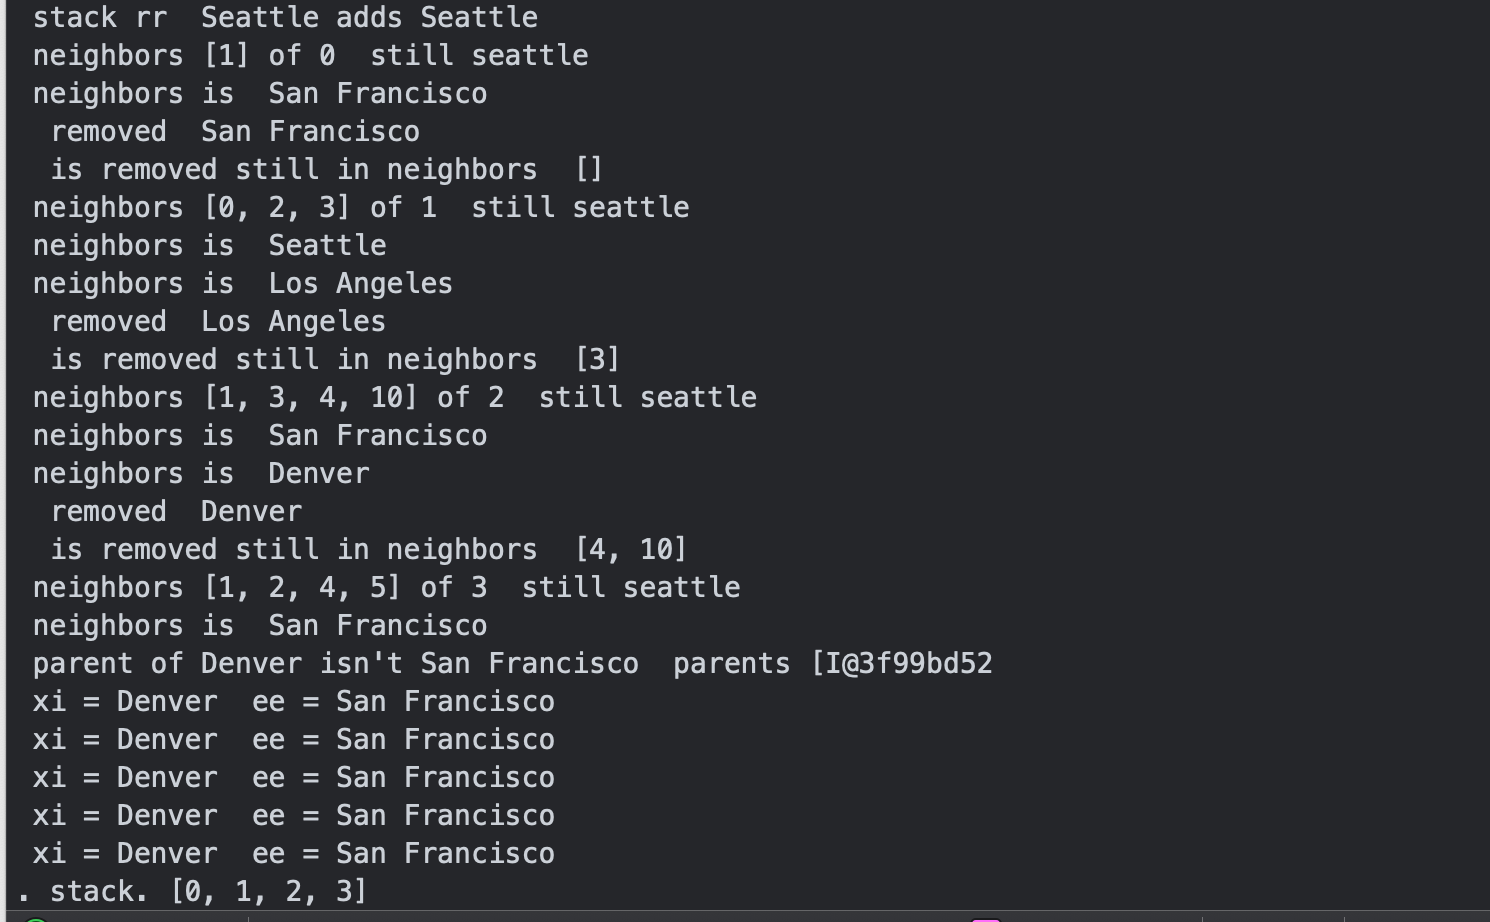 stack rr  Seattle adds Seattle
neighbors [1] of 0  still seattle
neighbors is  San Francisco
 removed  San Francisco
 is removed still in neighbors  []
neighbors [0, 2, 3] of 1  still seattle
neighbors is  Seattle
neighbors is  Los Angeles
 removed  Los Angeles
 is removed still in neighbors  [3]
neighbors [1, 3, 4, 10] of 2  still seattle
neighbors is  San Francisco
neighbors is  Denver
 removed  Denver
 is removed still in neighbors  [4, 10]
neighbors [1, 2, 4, 5] of 3  still seattle
neighbors is  San Francisco
parent of Denver isn't San Francisco  parents [I@3f99bd52
xi = Denver  ee = San Francisco
xi = Denver  ee = San Francisco
xi = Denver  ee = San Francisco
xi = Denver  ee = San Francisco
xi = Denver  ee = San Francisco
. stack. [0, 1, 2, 3]